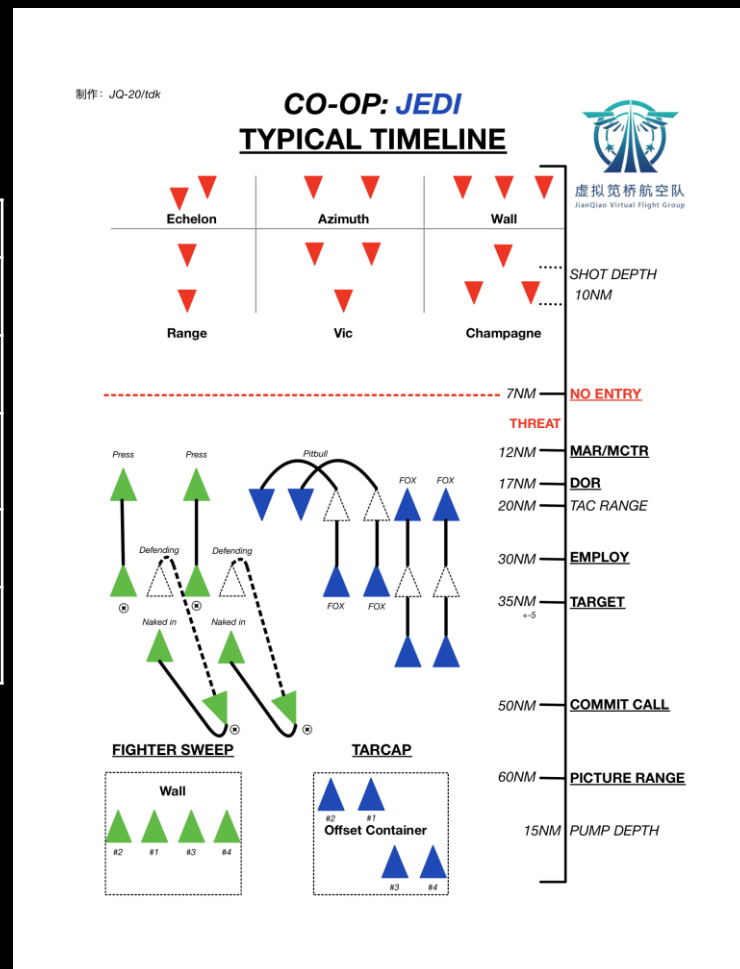 制作：JQ-20/tdk
CO-OP: JEDI
TYPICAL TIMELINE
虚拟笕桥航空队
JianQiao Virtual Flight Group
Echelon
Azimuth
Wall
SHOT DEPTH
10NM
Range
Vic
Champagne
7NM
NO ENTRY
THREAT
12NM
MAR/MCTR
17NM
DOR
20NM
TAC RANGE
30NM
EMPLOY
35NM
+-5
TARGET
50NM
COMMIT CALL
60NM
PICTURE RANGE
15NM
PUMP DEPTH
Press
Press
Pitbull
FOX
FOX
Defending
Defending
FOX
FOX
Naked in
Naked in
FIGHTER SWEEP
TARCAP
Wall
#2
#1
#3
#4
#2
#1
Offset Container
#3
#4